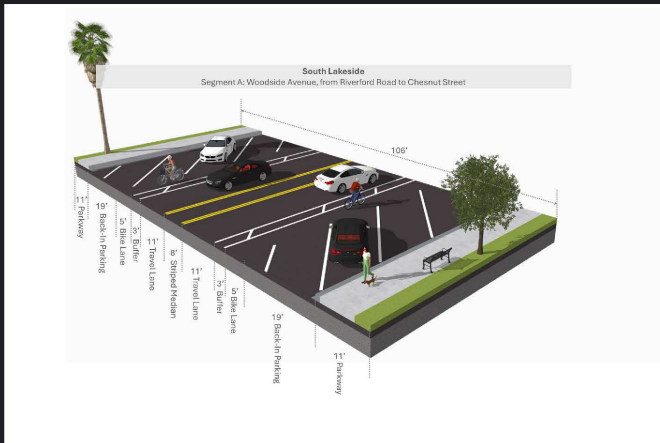 South Lakeside
Segment A: Woodside Avenue, from Riverford Road to Chesnut Street
106'
11' Parkway
19' Back-In Parking
5' Bike Lane
3' Buffer
11' Travel Lane
8' Striped Median
11' Travel Lane
3' Buffer
5' Bike Lane
19' Back-In Parking
11' Parkway